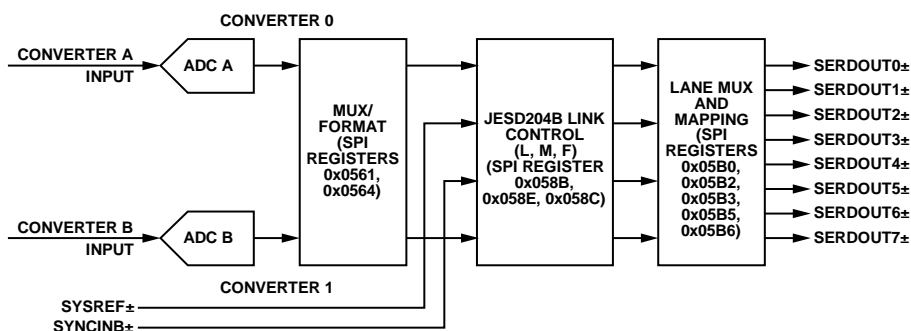 CONVERTER 0
CONVERTER A
INPUT
ADC A
MUX/
FORMAT
(SPI
REGISTERS
0x0561,
0x0564)
JESD204B LINK
CONTROL
(L, M, F)
(SPI REGISTER
0x058B,
0x058E, 0x058C)
LANE MUX
AND
MAPPING
(SPI
REGISTERS
0x05B0,
0x05B2,
0x05B3,
0x05B5,
0x05B6)
SERDOUT0±
SERDOUT1±
SERDOUT2±
SERDOUT3±
SERDOUT4±
SERDOUT5±
SERDOUT6±
SERDOUT7±
CONVERTER B
INPUT
ADC B
CONVERTER 1
SYSREF±
SYNCINB±